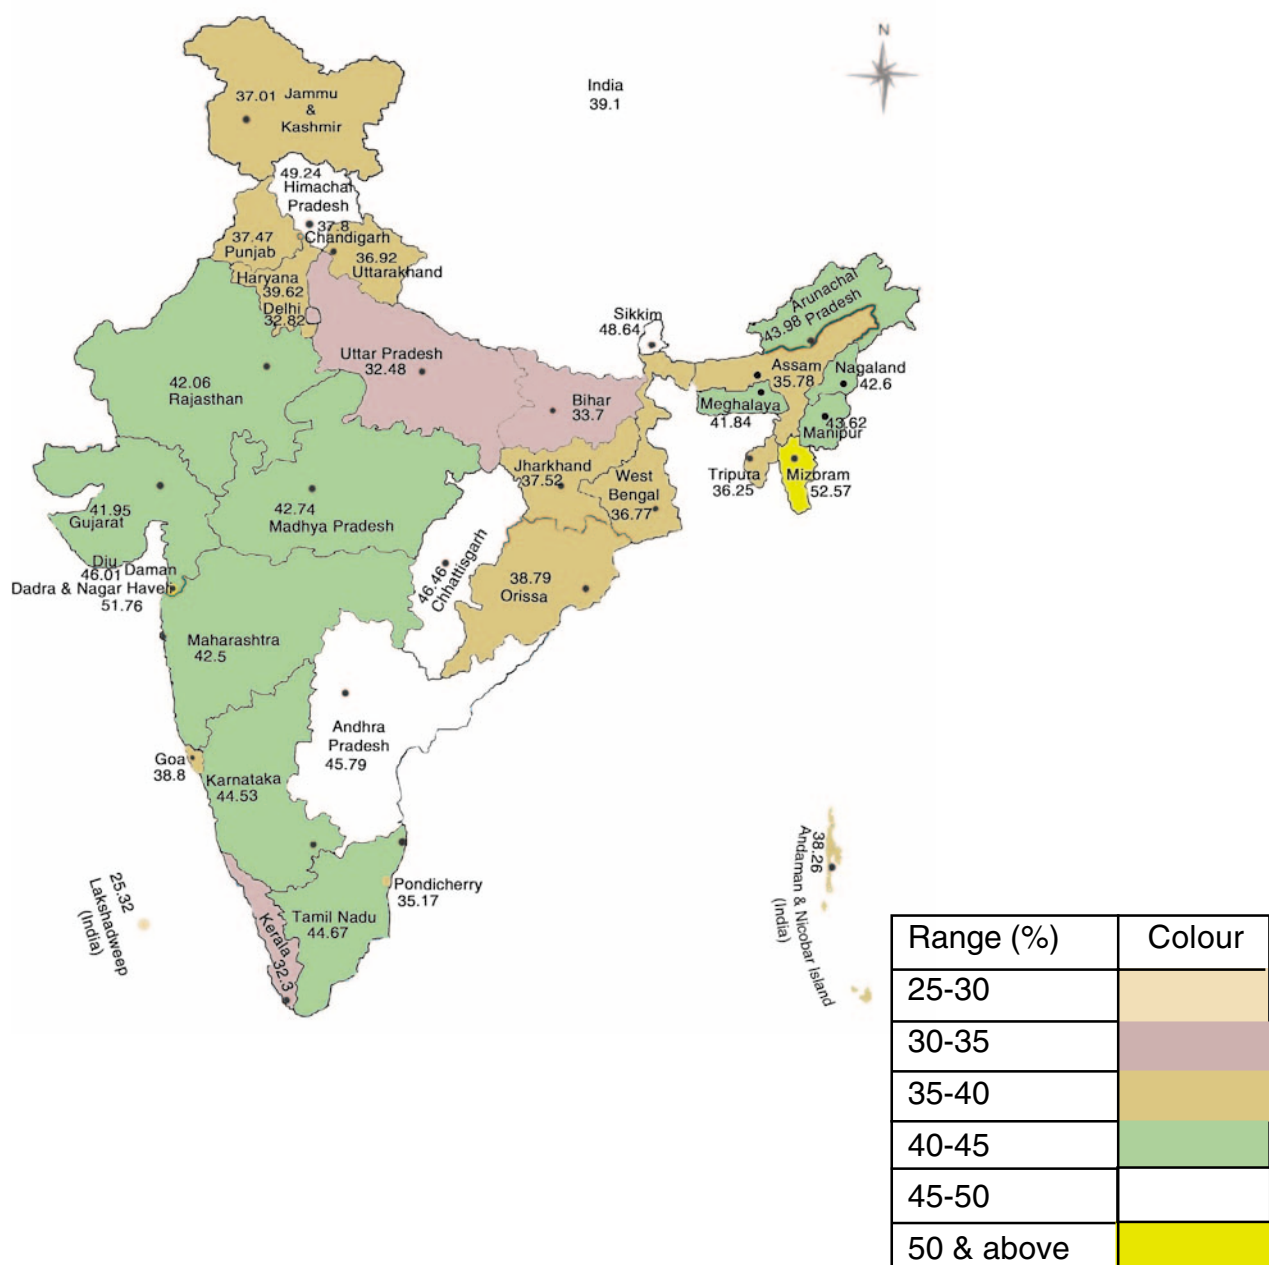 N
India
39.1
37.01 Jammu
&
Kashmir
49.24
Himachal
Pradesh
37.8
Chandigarh
37.47
Punjab
36.92
Uttarakhand
Haryana
39.62
Delhi
32.82
Arunachal
Pradesh
43.98
Sikkim
48.64
Uttar Pradesh
32.48
Assam
35.78
Nagaland
42.6
42.06
Rajasthan
Bihar
33.7
Meghalaya
41.84
43.62
Manipur
Jharkhand
37.52
West
Bengal
36.77
Tripura
36.25
Mizoram
52.57
41.95
Gujarat
42.74
Madhya Pradesh
Diu
46.01 Daman
Dadra & Nagar Haveli
51.76
46.46
Chhattisgarh
38.79
Orissa
Maharashtra
42.5
Andhra
Pradesh
45.79
Goa
38.8
Karnataka
44.53
38.26
Andaman & Nicobar Island
(India)
25.32
Lakshadweep
(India)
Pondicherry
35.17
Kerala
32.3
Tamil Nadu
44.67
Range (%) Colour
25-30
30-35
35-40
40-45
45-50
50 & above